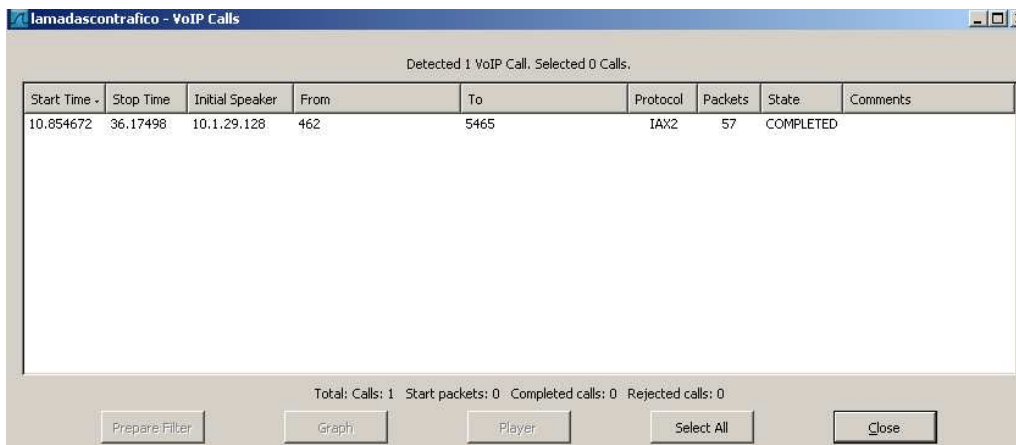 lamadascontrafico - VoIP Calls
Detected 1 VoIP Call. Selected 0 Calls.
Start Time Stop Time Initial Speaker From To Protocol Packets State Comments
10.854672 36.17498 10.1.29.128 462 5465 IAX2 57 COMPLETED
Total: Calls: 1 Start packets: 0 Completed calls: 0 Rejected calls: 0
Prepare Filter Graph Player Select All Close